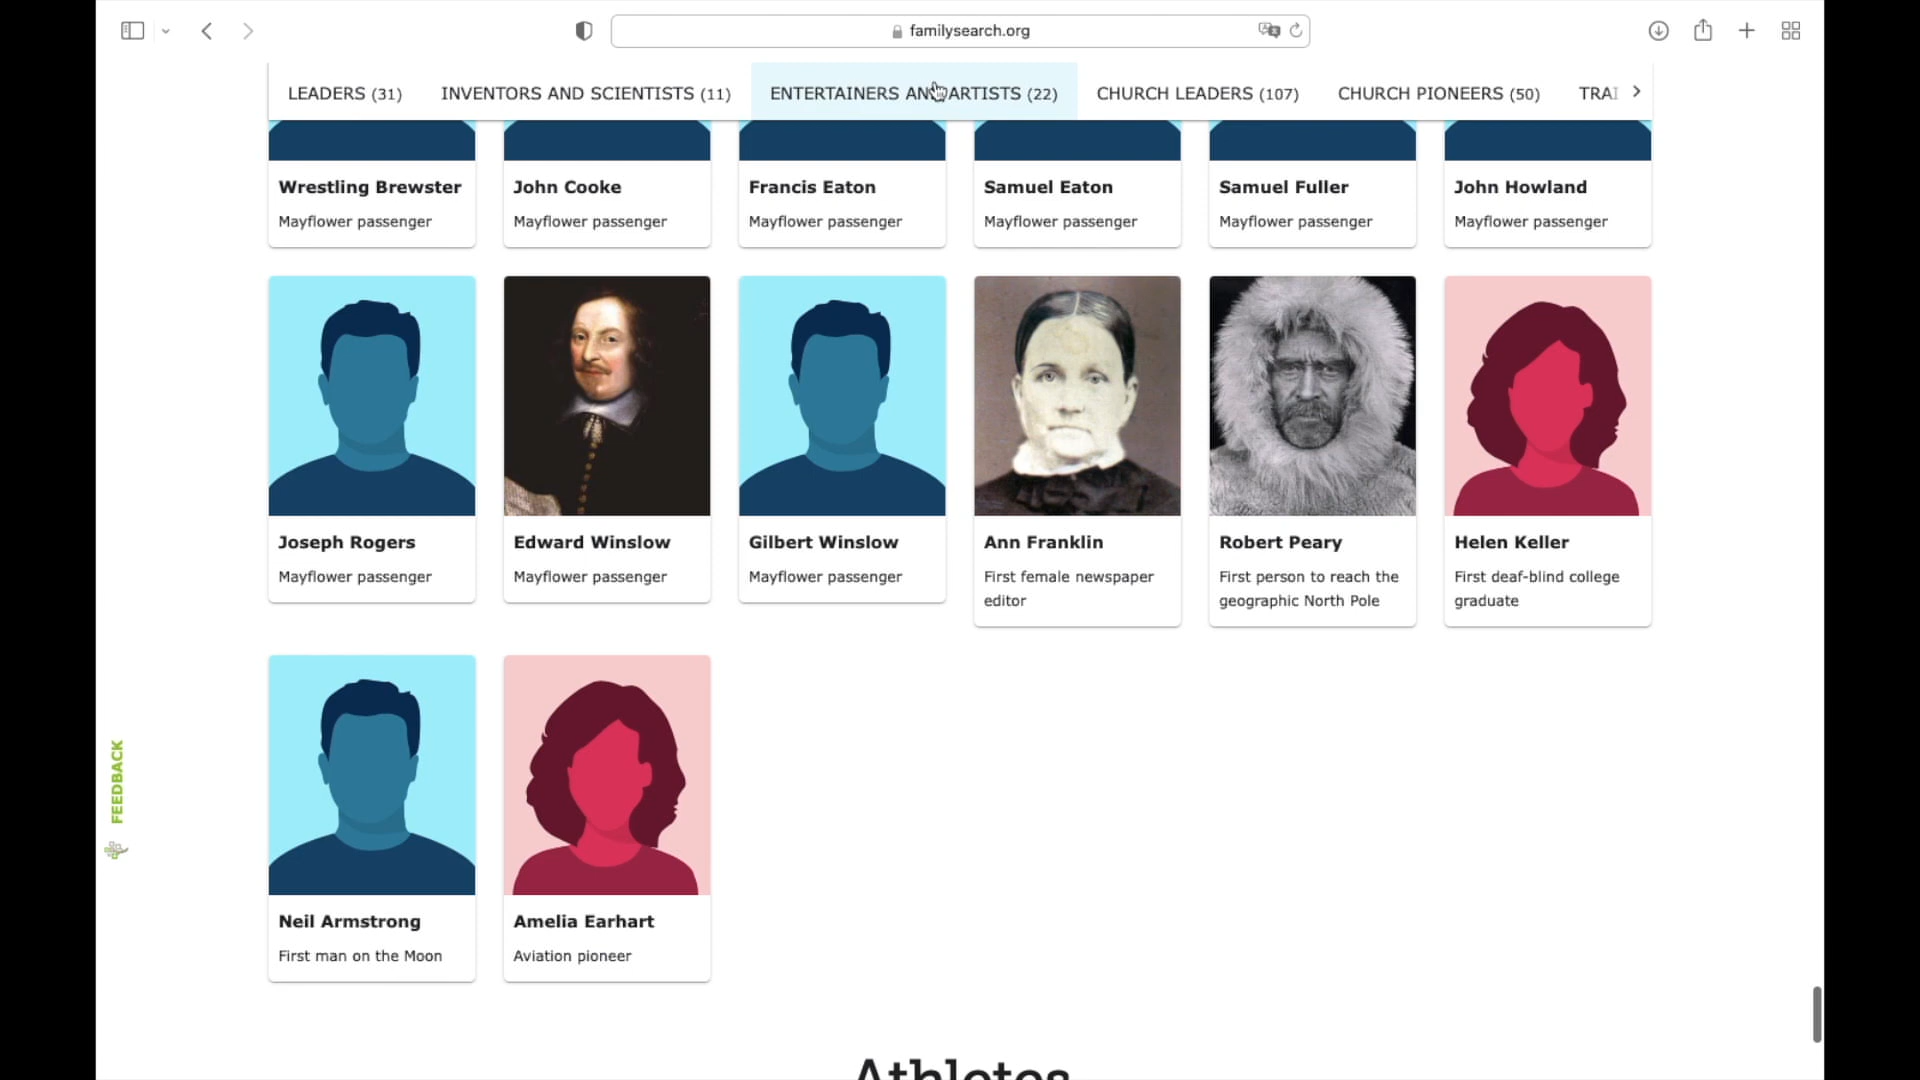 familysearch.org
LEADERS (31) INVENTORS AND SCIENTISTS (11) ENTERTAINERS AND ARTISTS (22) CHURCH LEADERS (107) CHURCH PIONEERS (50) TRAI
Wrestling Brewster
Mayflower passenger
John Cooke
Mayflower passenger
Francis Eaton
Mayflower passenger
Samuel Eaton
Mayflower passenger
Samuel Fuller
Mayflower passenger
John Howland
Mayflower passenger
Joseph Rogers
Mayflower passenger
Edward Winslow
Mayflower passenger
Gilbert Winslow
Mayflower passenger
Ann Franklin
First female newspaper
editor
Robert Peary
First person to reach the
geographic North Pole
Helen Keller
First deaf-blind college
graduate
Neil Armstrong
First man on the Moon
Amelia Earhart
Aviation pioneer
FEEDBACK
Athletes